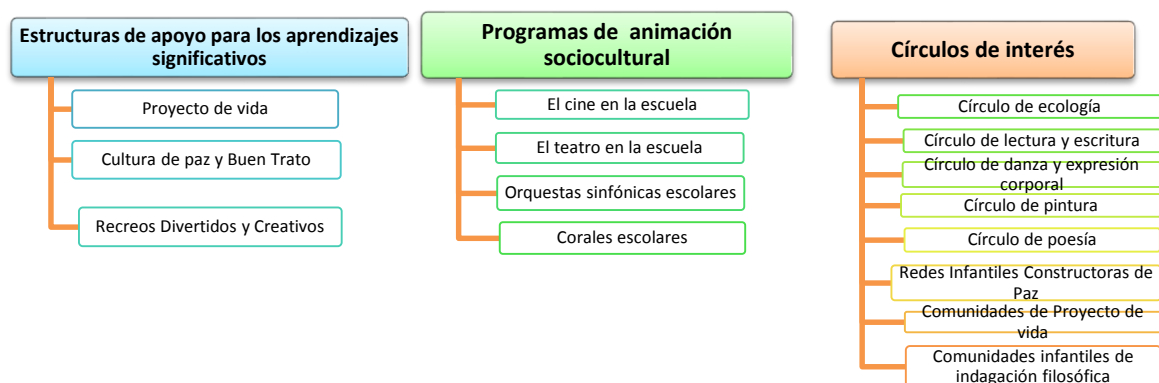 Estructuras de apoyo para los aprendizajes
significativos
Proyecto de vida
Cultura de paz y Buen Trato
Recreos Divertidos y Creativos
Programas de animación
sociocultural
El cine en la escuela
El teatro en la escuela
Orquestas sinfónicas escolares
Corales escolares
Círculos de interés
Círculo de ecología
Círculo de lectura y escritura
Círculo de danza y expresión
corporal
Círculo de pintura
Círculo de poesía
Redes Infantiles Constructoras de
Paz
Comunidades de Proyecto de
vida
Comunidades infantiles de
indagación filosófica